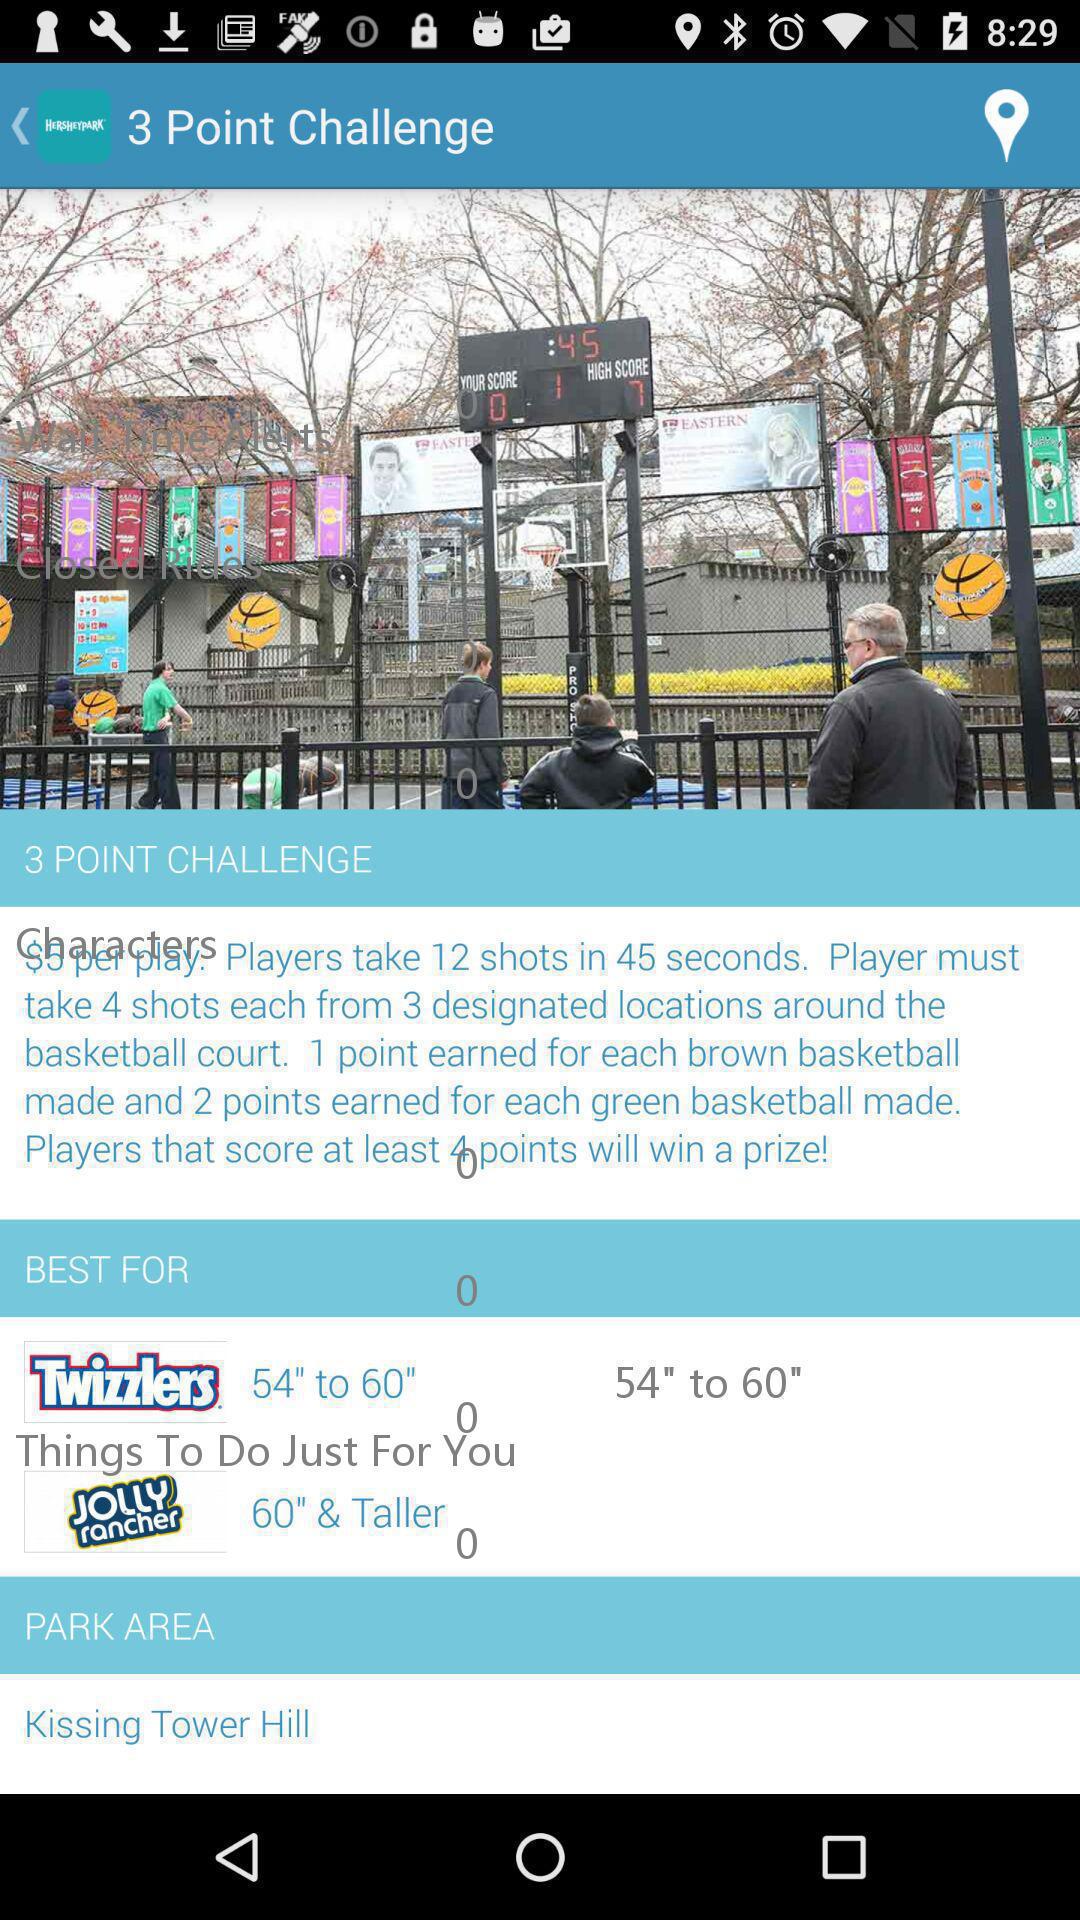 FAKE
8:29
HERSHEYPARK
3 Point Challenge
:45
YOUR SCORE
HIGH SCORE
0
1
7
0
Wait Time Alerts
EASTERN
EASTERN
Closed Rides
PRO SHO
0
0
3 POINT CHALLENGE
Characters
$5 per play.  Players take 12 shots in 45 seconds.  Player must
take 4 shots each from 3 designated locations around the
basketball court.  1 point earned for each brown basketball
made and 2 points earned for each green basketball made.
Players that score at least 4 points will win a prize!
0
BEST FOR
0
Twizzlers
54" to 60"
54" to 60"
0
Things To Do Just For You
JOLLY
rancher
60" & Taller
0
PARK AREA
Kissing Tower Hill